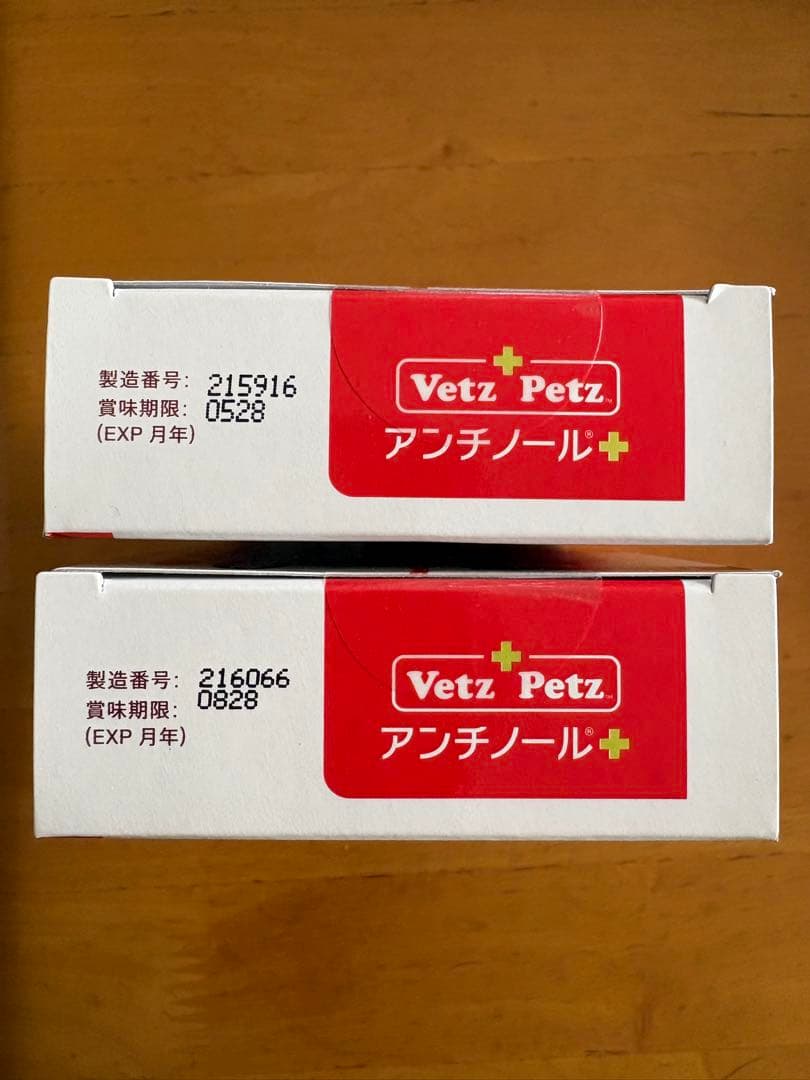 製造番号: 215916
賞味期限: 0528
(EXP 月年)
Vetz Petz™
アンチノール®+
製造番号: 216066
賞味期限: 0828
(EXP 月年)
Vetz Petz™
アンチノール®+